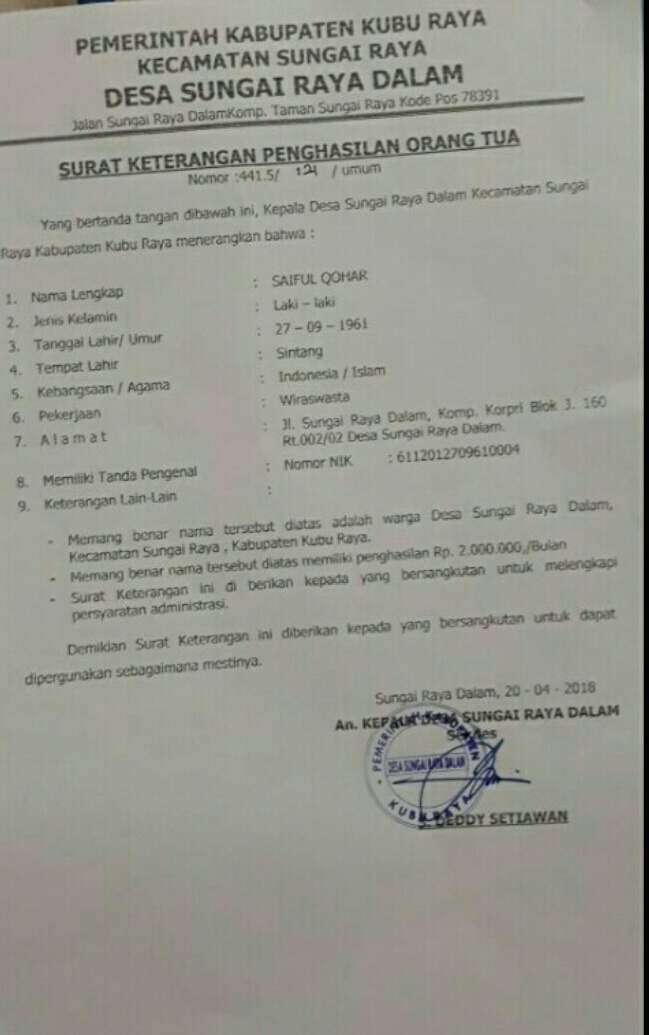 PEMERINTAH KABUPATEN KUBU RAYA
KECAMATAN SUNGAI RAYA
DESA SUNGAI RAYA DALAM
Jalan Sungai Raya DalamKomp. Taman Sungai Raya Kode Pos 78391
SURAT KETERANGAN PENGHASILAN ORANG TUA
Nomor :441.5/ 121 / umum
Yang bertanda tangan dibawah ini, Kepala Desa Sungai Raya Dalam Kecamatan Sungai
Raya Kabupaten Kubu Raya menerangkan bahwa :
1. Nama Lengkap : SAIFUL QOHAR
2. Jenis Kelamin : Laki – laki
3. Tanggal Lahir/ Umur : 27 – 09 – 1961
4. Tempat Lahir : Sintang
5. Kebangsaan / Agama : Indonesia / Islam
6. Pekerjaan : Wiraswasta
7. A l a m a t : Jl. Sungai Raya Dalam, Komp. Korpri Blok J. 160
Rt.002/02 Desa Sungai Raya Dalam.
8. Memiliki Tanda Pengenal : Nomor NIK : 6112012709610004
9. Keterangan Lain-Lain :
- Memang benar nama tersebut diatas adalah warga Desa Sungai Raya Dalam,
Kecamatan Sungai Raya , Kabupaten Kubu Raya.
- Memang benar nama tersebut diatas memiliki penghasilan Rp. 2.000.000,/Bulan
- Surat Keterangan ini di berikan kepada yang bersangkutan untuk melengkapi
persyaratan administrasi.
Demikian Surat Keterangan ini diberikan kepada yang bersangkutan untuk dapat
dipergunakan sebagaimana mestinya.
Sungai Raya Dalam, 20 - 04 - 2018
An. KEPALA DESA SUNGAI RAYA DALAM
Sekdes
PEMERINTAH KABUPATEN
DESA SUNGAI RAYA DALAM
KUBU RAYA
DEDDY SETIAWAN